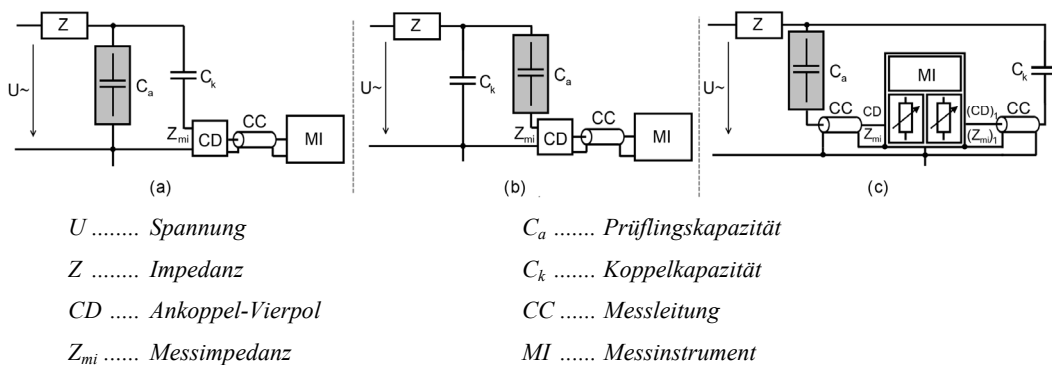 Z
Z
Z
U~
C_a
C_k
Z_mi
CD
CC
MI
U~
C_k
C_a
Z_mi
CD
CC
MI
U~
C_a
MI
C_k
CC
CD
Z_mi
(CD)_1
(Z_mi)_1
CC
(a)
(b)
(c)
U ........ Spannung
C_a ....... Prüflingskapazität
Z ........ Impedanz
C_k ....... Koppelkapazität
CD ..... Ankoppel-Vierpol
CC ...... Messleitung
Z_mi ...... Messimpedanz
MI ...... Messinstrument